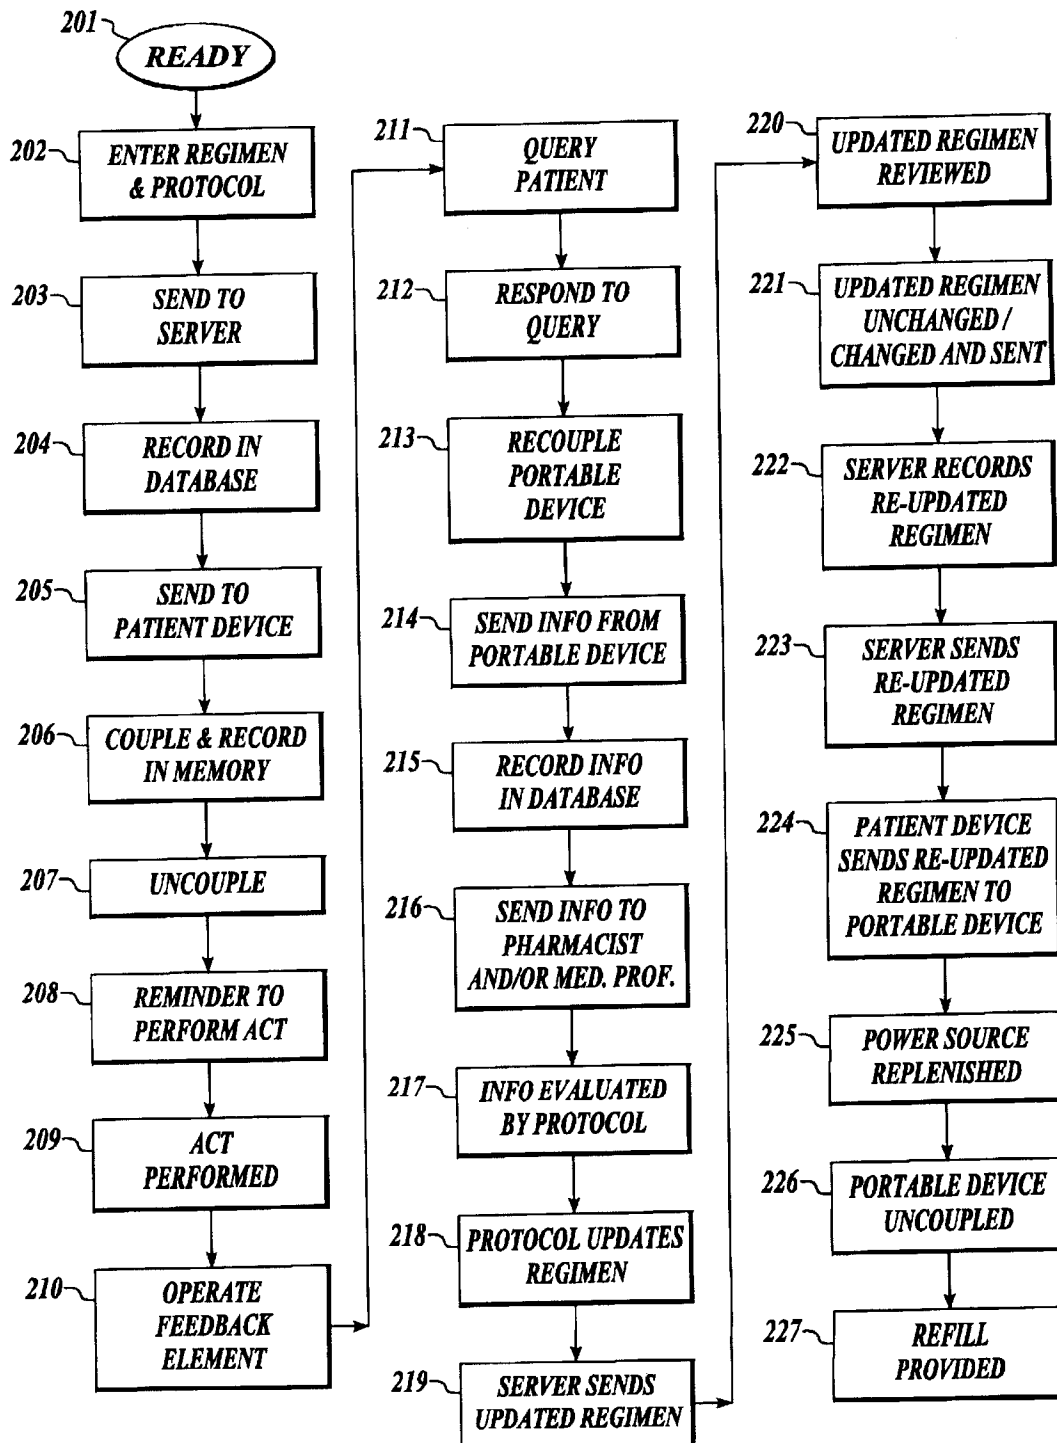 201
READY
202
ENTER REGIMEN
& PROTOCOL
203
SEND TO
SERVER
204
RECORD IN
DATABASE
205
SEND TO
PATIENT DEVICE
206
COUPLE & RECORD
IN MEMORY
207
UNCOUPLE
208
REMINDER TO
PERFORM ACT
209
ACT
PERFORMED
210
OPERATE
FEEDBACK
ELEMENT
211
QUERY
PATIENT
212
RESPOND TO
QUERY
213
RECOUPLE
PORTABLE
DEVICE
214
SEND INFO FROM
PORTABLE DEVICE
215
RECORD INFO
IN DATABASE
216
SEND INFO TO
PHARMACIST
AND/OR MED. PROF.
217
INFO EVALUATED
BY PROTOCOL
218
PROTOCOL UPDATES
REGIMEN
219
SERVER SENDS
UPDATED REGIMEN
220
UPDATED REGIMEN
REVIEWED
221
UPDATED REGIMEN
UNCHANGED /
CHANGED AND SENT
222
SERVER RECORDS
RE-UPDATED
REGIMEN
223
SERVER SENDS
RE-UPDATED
REGIMEN
224
PATIENT DEVICE
SENDS RE-UPDATED
REGIMEN TO
PORTABLE DEVICE
225
POWER SOURCE
REPLENISHED
226
PORTABLE DEVICE
UNCOUPLED
227
REFILL
PROVIDED